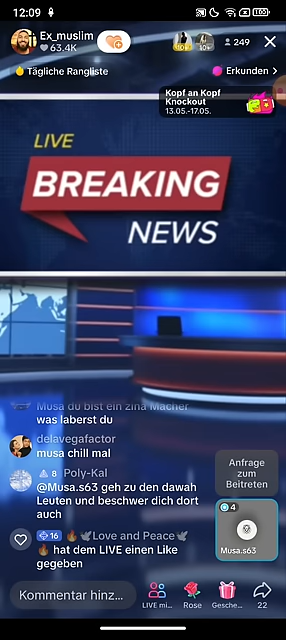 12:09
100
Ex_muslim
63.4K
10+
249
Tägliche Rangliste
Erkunden >
Kopf an Kopf
Knockout
13.05.-17.05.
LIVE
BREAKING
NEWS
Musa du bist ein zina Macher
was laberst du
delavegafactor
musa chill mal
8 Poly-Kal
@Musa.s63 geh zu den dawah
Leuten und beschwer dich dort
auch
16 🔥🕊Love and Peace🕊
🔥 hat dem LIVE einen Like
gegeben
Anfrage
zum
Beitreten
4
Musa.s63
Kommentar hinz...
LIVE mi...
Rose
Gesche...
22